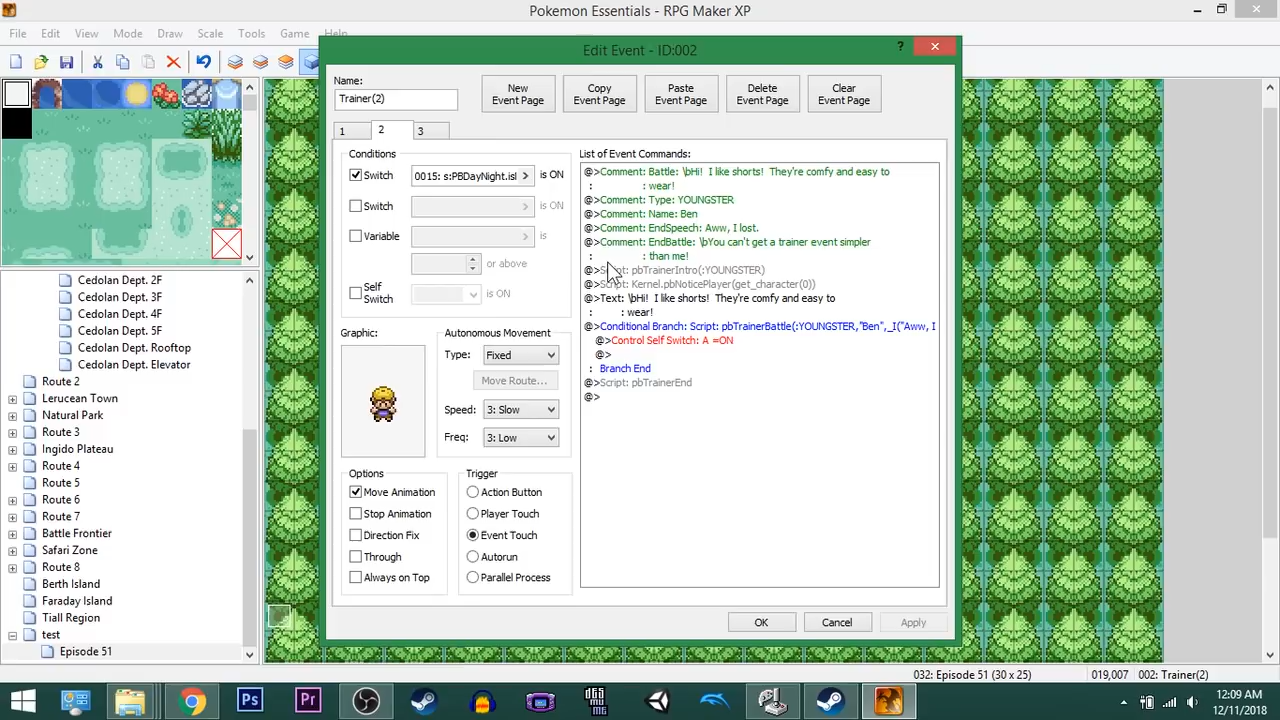 Pokemon Essentials - RPG Maker XP
File Edit View Mode Draw Scale Tools Game Help
Edit Event - ID:002
?
Name:
Trainer(2)
New Event Page
Copy Event Page
Paste Event Page
Delete Event Page
Clear Event Page
1 2 3
Conditions
Switch 0015: s:PBDayNight.isl > is ON
Switch > is ON
Variable > is
or above
Self Switch is ON
Graphic:
Autonomous Movement
Type: Fixed
Move Route...
Speed: 3: Slow
Freq: 3: Low
Options
Move Animation
Stop Animation
Direction Fix
Through
Always on Top
Trigger
Action Button
Player Touch
Event Touch
Autorun
Parallel Process
List of Event Commands:
@>Comment: Battle: \bHi!  I like shorts!  They're comfy and easy to
: : wear!
@>Comment: Type: YOUNGSTER
@>Comment: Name: Ben
@>Comment: EndSpeech: Aww, I lost.
@>Comment: EndBattle: \bYou can't get a trainer event simpler
: : than me!
@>Script: pbTrainerIntro(:YOUNGSTER)
@>Script: Kernel.pbNoticePlayer(get_character(0))
@>Text: \bHi!  I like shorts!  They're comfy and easy to
: : wear!
@>Conditional Branch: Script: pbTrainerBattle(:YOUNGSTER,"Ben",_I("Aww, I
@>Control Self Switch: A =ON
@>
: Branch End
@>Script: pbTrainerEnd
@>
OK
Cancel
Apply
Cedolan Dept. 2F
Cedolan Dept. 3F
Cedolan Dept. 4F
Cedolan Dept. 5F
Cedolan Dept. Rooftop
Cedolan Dept. Elevator
Route 2
Lerucean Town
Natural Park
Route 3
Ingido Plateau
Route 4
Route 5
Route 6
Route 7
Battle Frontier
Safari Zone
Route 8
Berth Island
Faraday Island
Tiall Region
test
Episode 51
032: Episode 51 (30 x 25)
019,007
002: Trainer(2)
Ps
Pr
12:09 AM
12/11/2018